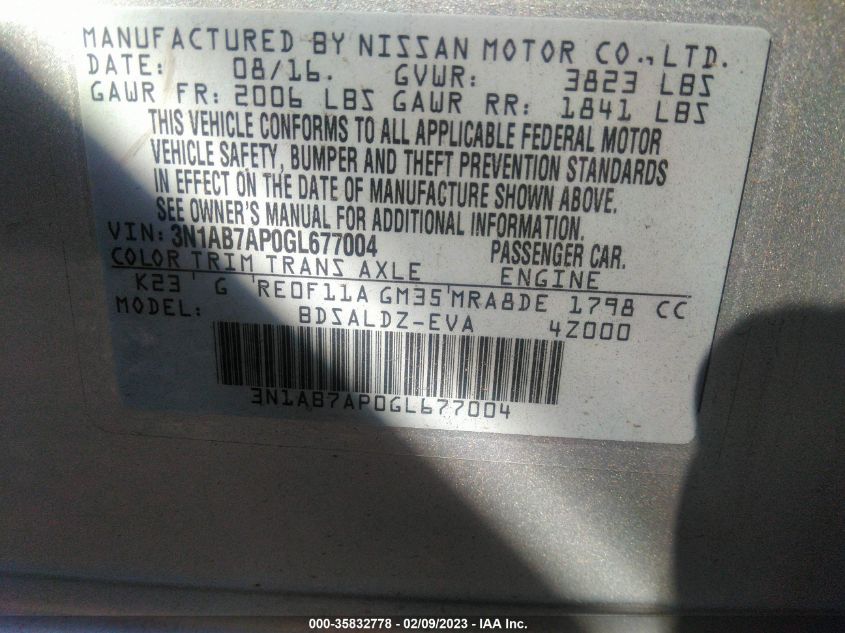 MANUFACTURED BY NISSAN MOTOR CO., LTD.
DATE: 08/16. GVWR: 3823 LBS
GAWR FR: 2006 LBS GAWR RR: 1841 LBS
THIS VEHICLE CONFORMS TO ALL APPLICABLE FEDERAL MOTOR
VEHICLE SAFETY, BUMPER AND THEFT PREVENTION STANDARDS
IN EFFECT ON THE DATE OF MANUFACTURE SHOWN ABOVE.
SEE OWNER'S MANUAL FOR ADDITIONAL INFORMATION.
VIN: 3N1AB7AP0GL677004 PASSENGER CAR.
COLOR TRIM TRANS AXLE ENGINE
K23 G RE0F11A GM35 MRA8DE 1798 CC
MODEL: BDSALDZ-EVA 4Z000
3N1AB7AP0GL677004
000-35832778 - 02/09/2023 - IAA Inc.